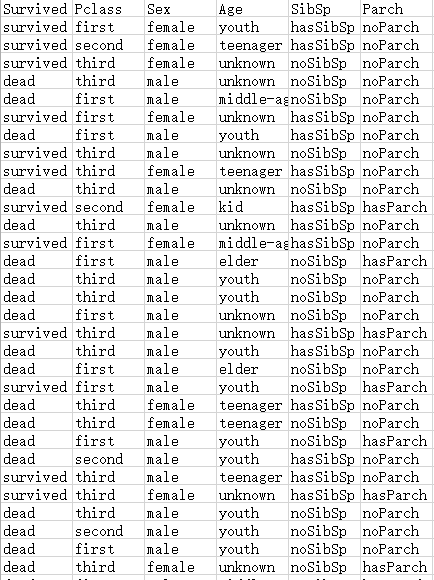 Survived Pclass Sex Age SibSp Parch
survived first female youth hasSibSp noParch
survived second female teenager hasSibSp noParch
survived third female unknown noSibSp noParch
dead third male unknown noSibSp noParch
dead first male middle-ag noSibSp noParch
survived first female unknown hasSibSp noParch
dead first male youth hasSibSp noParch
survived third male unknown noSibSp noParch
survived third female teenager hasSibSp noParch
dead third male unknown noSibSp noParch
survived second female kid hasSibSp hasParch
dead third male unknown hasSibSp noParch
survived first female middle-ag hasSibSp noParch
dead first male elder noSibSp hasParch
dead third male youth noSibSp noParch
dead third male youth noSibSp noParch
dead first male unknown noSibSp noParch
survived third male unknown hasSibSp hasParch
dead third male youth hasSibSp noParch
dead first male elder noSibSp noParch
survived first male youth noSibSp hasParch
dead third female teenager hasSibSp noParch
dead third female teenager noSibSp noParch
dead first male youth noSibSp hasParch
dead second male youth hasSibSp noParch
survived third male teenager hasSibSp noParch
survived third female unknown hasSibSp hasParch
dead third male youth noSibSp noParch
dead second male youth noSibSp noParch
dead first male youth noSibSp noParch
dead third female unknown noSibSp hasParch